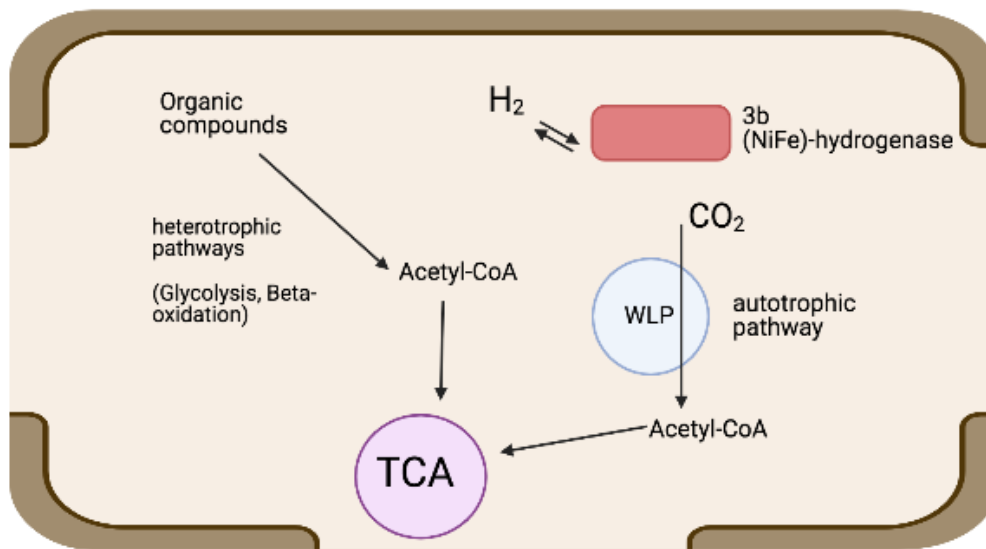 Organic
compounds
H₂
3b
(NiFe)-hydrogenase
heterotrophic
pathways
(Glycolysis, Beta-
oxidation)
Acetyl-CoA
CO₂
WLP
autotrophic
pathway
Acetyl-CoA
TCA